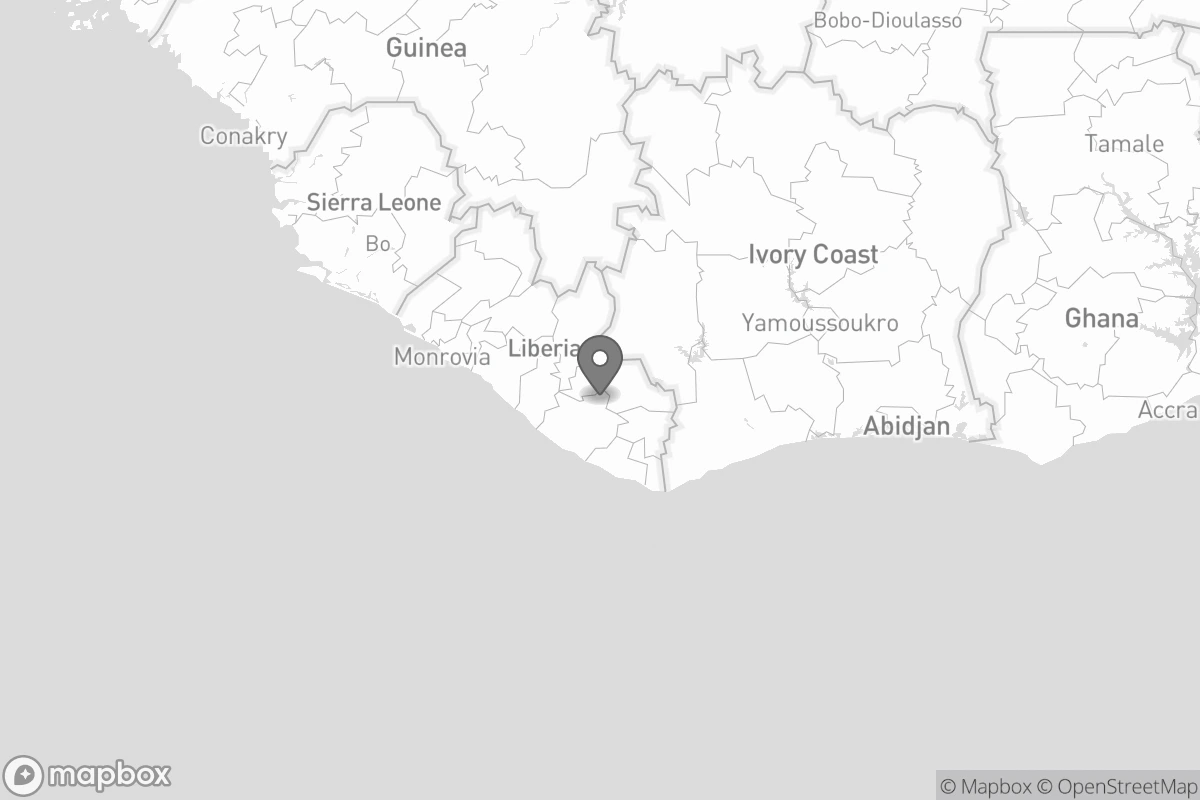 Bobo-Dioulasso
Guinea
Conakry
Tamale
Sierra Leone
Bo
Ivory Coast
Ghana
Yamoussoukro
Liberia
Monrovia
Accra
Abidjan
mapbox
© Mapbox © OpenStreetMap